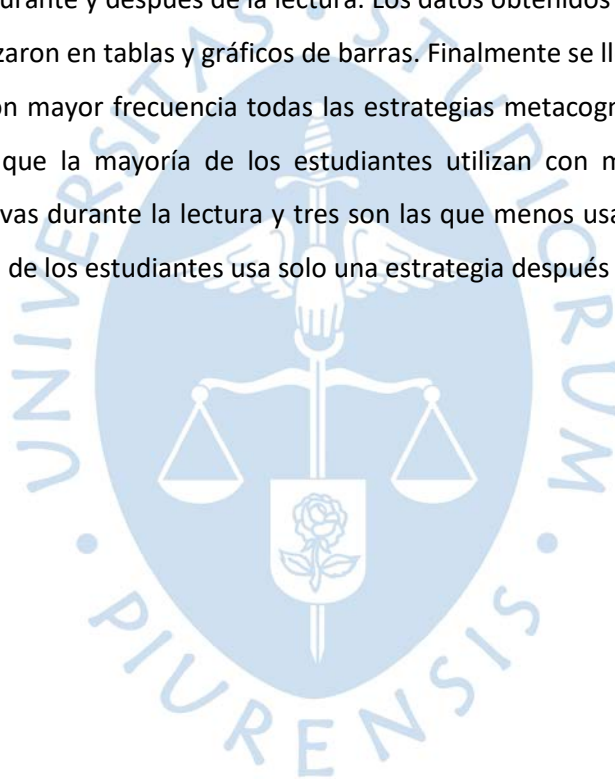 urante y después de la lectura. Los datos obtenidos
zaron en tablas y gráficos de barras. Finalmente se ll
on mayor frecuencia todas las estrategias metacogn
que la mayoría de los estudiantes utilizan con m
vas durante la lectura y tres son las que menos usa
de los estudiantes usa solo una estrategia después
UNIVERSITAS • STUDIORUM • PIURENSIS •